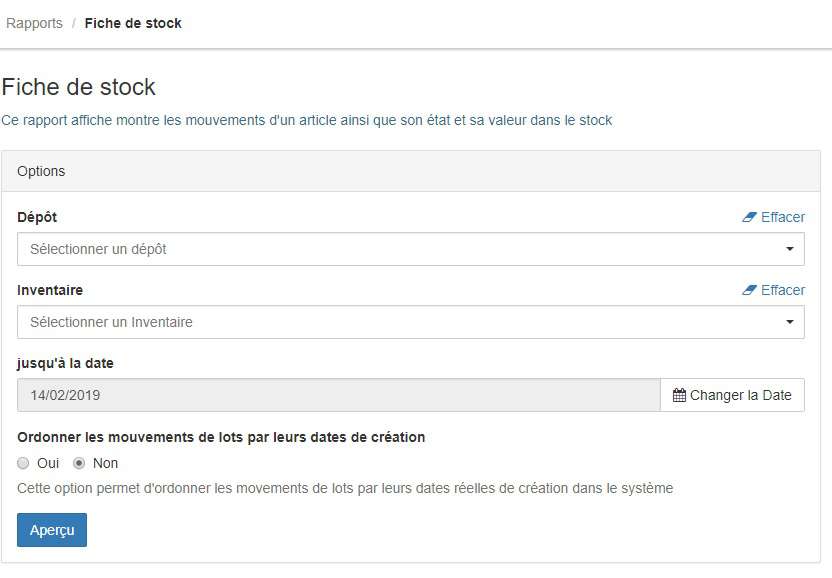 Rapports / Fiche de stock
Fiche de stock
Ce rapport affiche montre les mouvements d'un article ainsi que son état et sa valeur dans le stock
Options
Dépôt Effacer
Sélectionner un dépôt
Inventaire Effacer
Sélectionner un Inventaire
jusqu'à la date
14/02/2019 Changer la Date
Ordonner les mouvements de lots par leurs dates de création
Oui Non
Cette option permet d'ordonner les movements de lots par leurs dates réelles de création dans le système
Aperçu